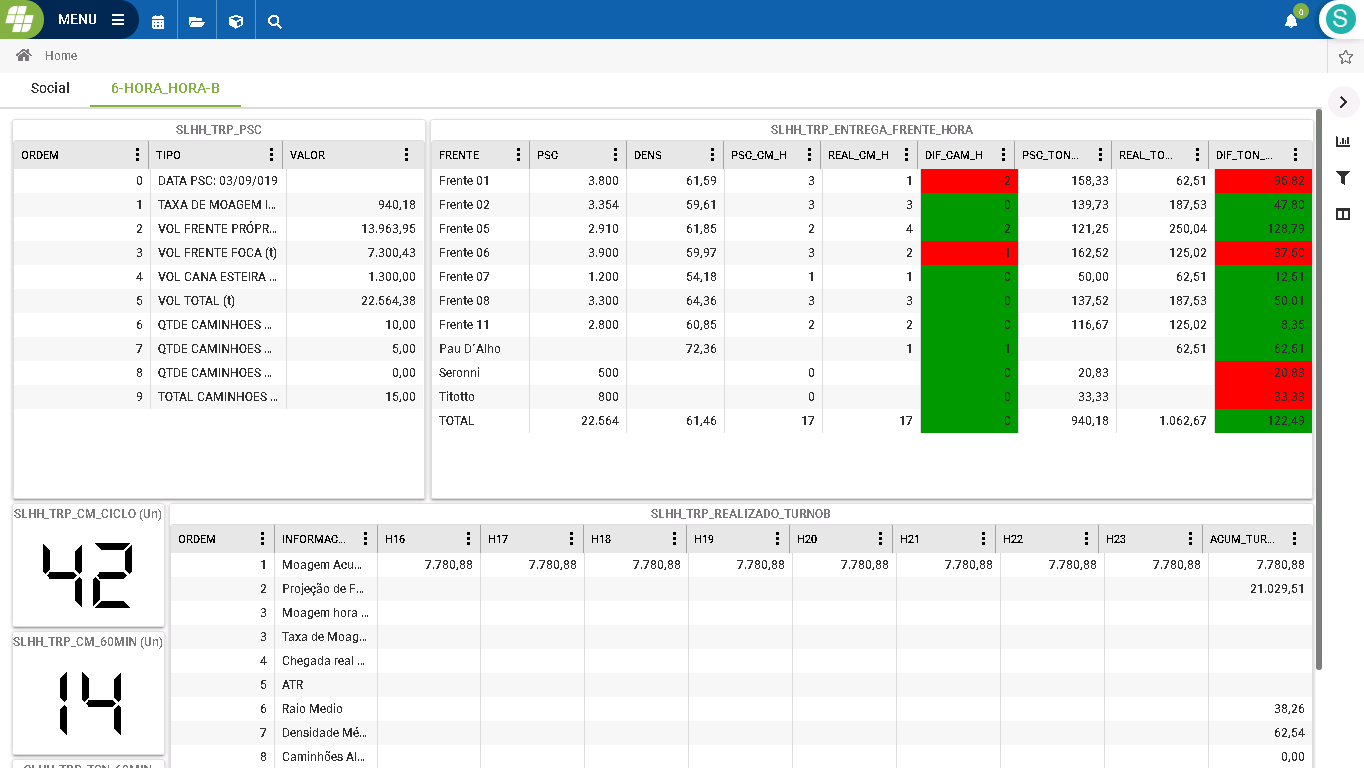 MENU
0
S
Home
Social 6-HORA_HORA-B
SLHH_TRP_PSC
ORDEM TIPO VALOR
0 DATA PSC: 03/09/019
1 TAXA DE MOAGEM I... 940,18
2 VOL FRENTE PRÓPR... 13.963,95
3 VOL FRENTE FOCA (t) 7.300,43
4 VOL CANA ESTEIRA ... 1.300,00
5 VOL TOTAL (t) 22.564,38
6 QTDE CAMINHOES ... 10,00
7 QTDE CAMINHOES ... 5,00
8 QTDE CAMINHOES ... 0,00
9 TOTAL CAMINHOES ... 15,00
SLHH_TRP_ENTREGA_FRENTE_HORA
FRENTE PSC DENS PSC_CM_H REAL_CM_H DIF_CAM_H PSC_TON... REAL_TO... DIF_TON_...
Frente 01 3.800 61,59 3 1 -2 158,33 62,51 -95,82
Frente 02 3.354 59,61 3 3 0 139,73 187,53 47,80
Frente 05 2.910 61,85 2 4 2 121,25 250,04 128,79
Frente 06 3.900 59,97 3 2 -1 162,52 125,02 -37,50
Frente 07 1.200 54,18 1 1 0 50,00 62,51 12,51
Frente 08 3.300 64,36 3 3 0 137,52 187,53 50,01
Frente 11 2.800 60,85 2 2 0 116,67 125,02 8,35
Pau D´Alho 72,36 1 1 62,51 62,51
Seronni 500 0 0 20,83 -20,83
Titotto 800 0 0 33,33 -33,33
TOTAL 22.564 61,46 17 17 0 940,18 1.062,67 122,49
SLHH_TRP_CM_CICLO (Un)
42
SLHH_TRP_CM_60MIN (Un)
14
SLHH_TRP_TON_60MIN
SLHH_TRP_REALIZADO_TURNOB
ORDEM INFORMAC... H16 H17 H18 H19 H20 H21 H22 H23 ACUM_TUR...
1 Moagem Acu... 7.780,88 7.780,88 7.780,88 7.780,88 7.780,88 7.780,88 7.780,88 7.780,88 7.780,88
2 Projeção de F... 21.029,51
3 Moagem hora ...
3 Taxa de Moag...
4 Chegada real ...
5 ATR
6 Raio Medio 38,26
7 Densidade Mé... 62,54
8 Caminhões Al... 0,00